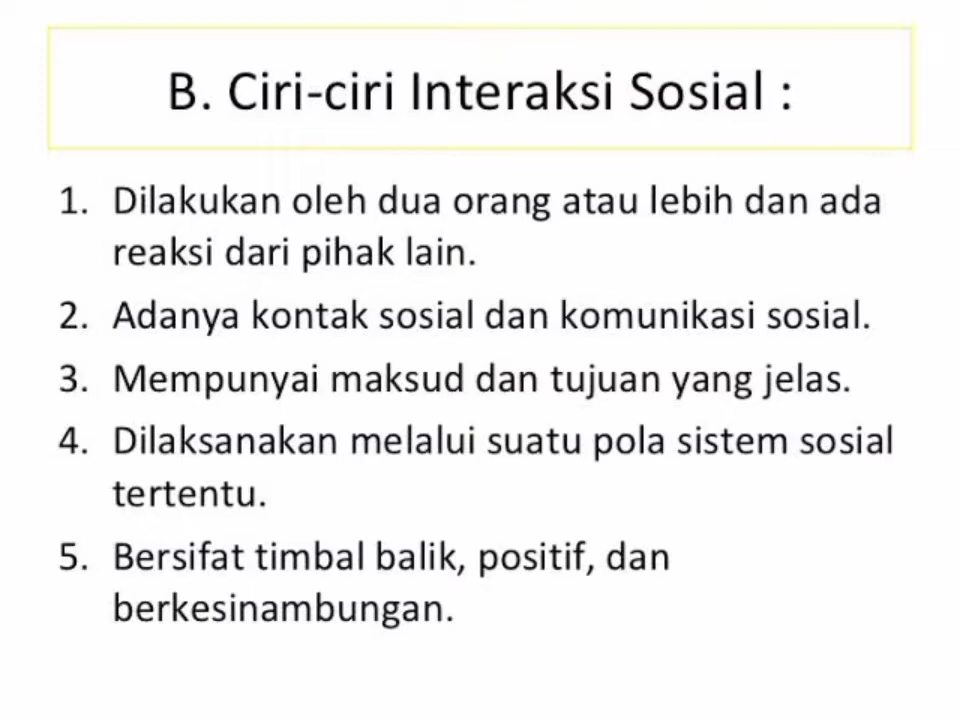 B. Ciri-ciri Interaksi Sosial :
1. Dilakukan oleh dua orang atau lebih dan ada
reaksi dari pihak lain.
2. Adanya kontak sosial dan komunikasi sosial.
3. Mempunyai maksud dan tujuan yang jelas.
4. Dilaksanakan melalui suatu pola sistem sosial
tertentu.
5. Bersifat timbal balik, positif, dan
berkesinambungan.